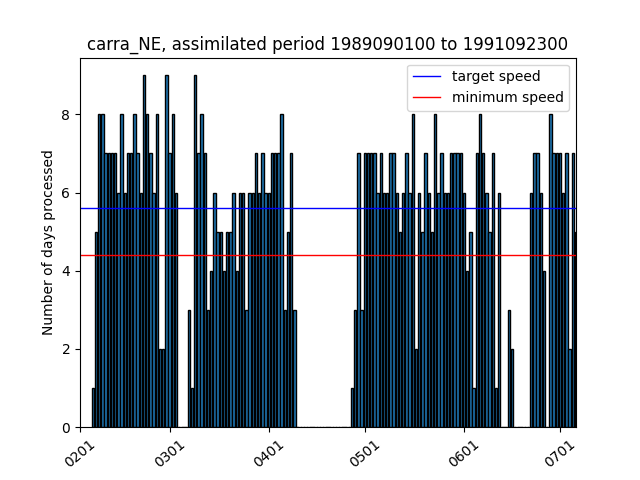 carra_NE, assimilated period 1989090100 to 1991092300
target speed
minimum speed
Number of days processed
8
6
4
2
0
0201
0301
0401
0501
0601
0701